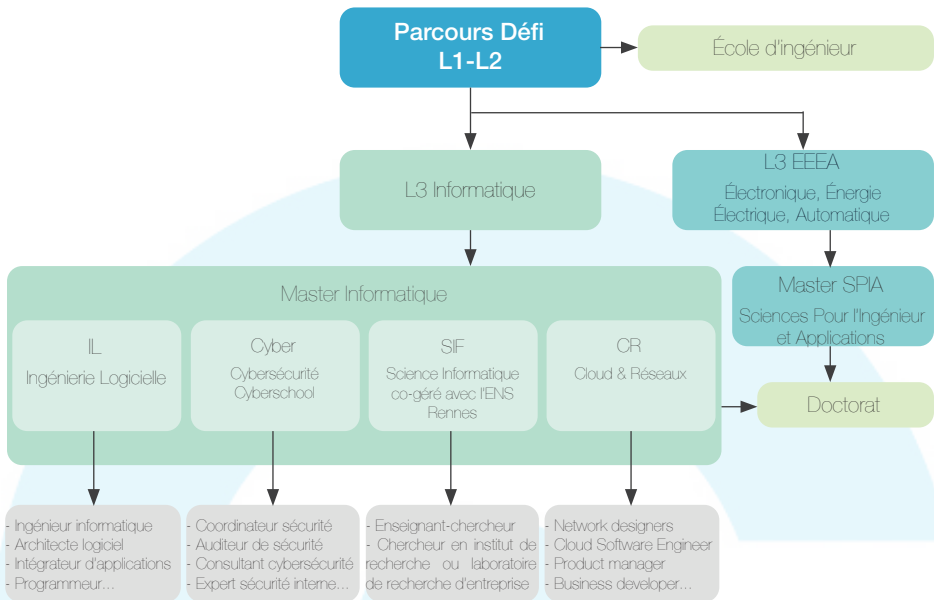 Parcours Défi
L1-L2
École d'ingénieur
L3 Informatique
L3 EEEA
Électronique, Énergie
Électrique, Automatique
Master Informatique
IL
Ingénierie Logicielle
Cyber
Cybersécurité
Cyberschool
SIF
Science Informatique
co-géré avec l'ENS
Rennes
CR
Cloud & Réseaux
Master SPIA
Sciences Pour l'Ingénieur
et Applications
Doctorat
- Ingénieur informatique
- Architecte logiciel
- Intégrateur d'applications
- Programmeur...
- Coordinateur sécurité
- Auditeur de sécurité
- Consultant cybersécurité
- Expert sécurité interne...
- Enseignant-chercheur
- Chercheur en institut de
recherche ou laboratoire
de recherche d'entreprise
- Network designers
- Cloud Software Engineer
- Product manager
- Business developer...